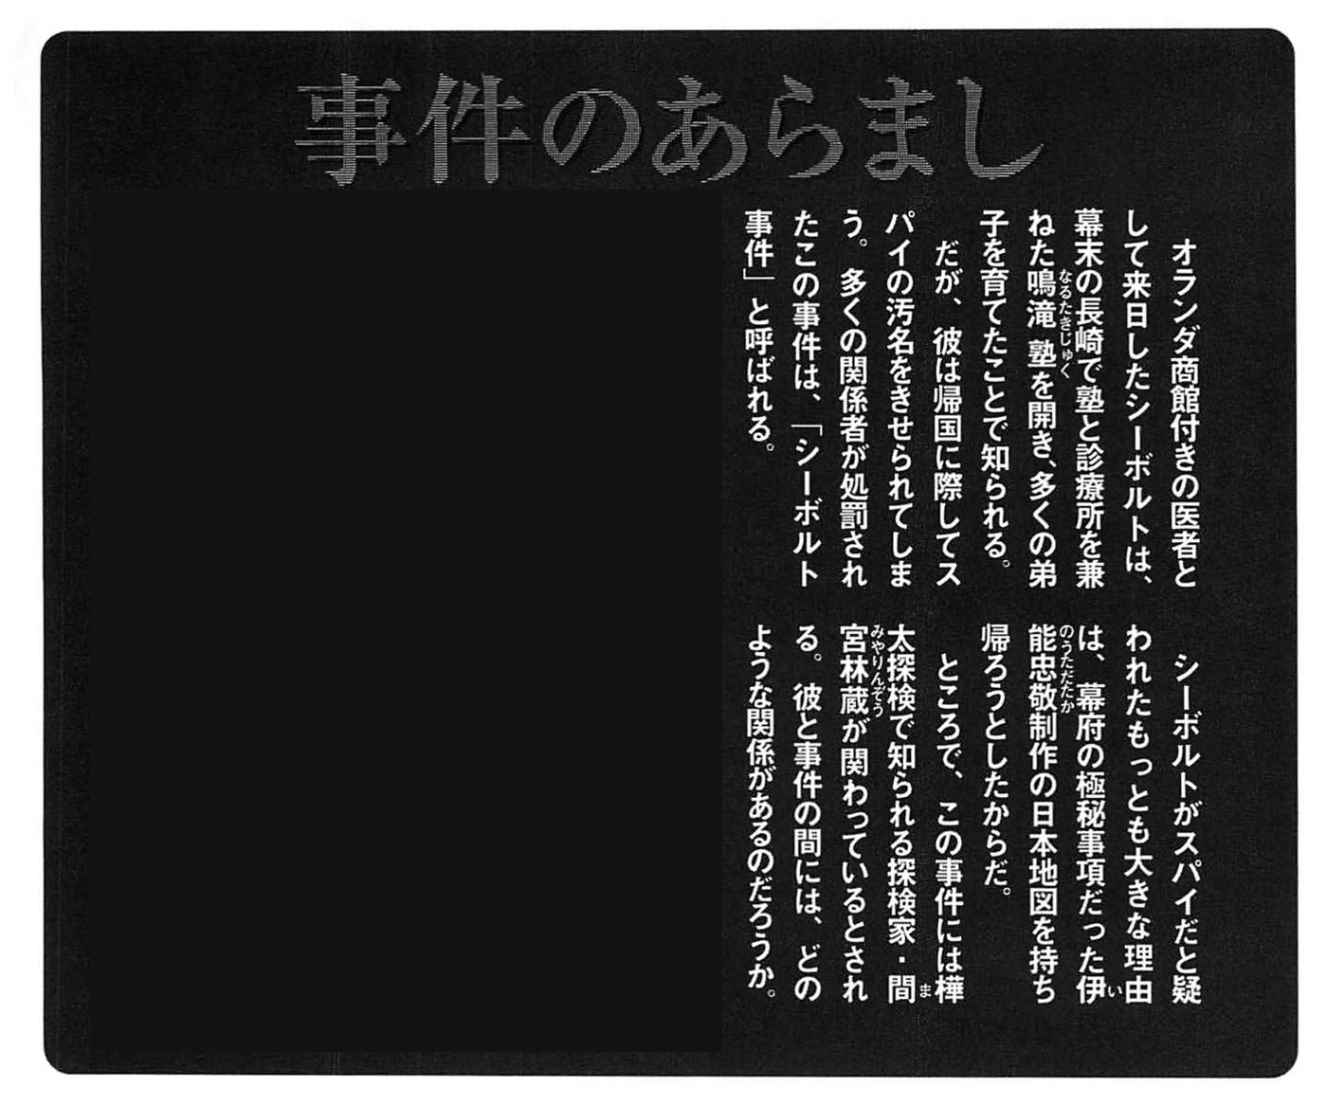 事件のあらまし
オランダ商館付きの医者と
して来日したシーボルトは、
幕末の長崎で塾と診療所を兼
ねた鳴滝塾を開き、多くの弟
なるたきじゅく
子を育てたことで知られる。
だが、彼は帰国に際してス
パイの汚名をきせられてしま
う。多くの関係者が処罰され
たこの事件は、「シーボルト
事件」と呼ばれる。
シーボルトがスパイだと疑
われたもっとも大きな理由
は、幕府の極秘事項だった伊
い
能忠敬制作の日本地図を持ち
のうただたか
帰ろうとしたからだ。
ところで、この事件には樺
太探検で知られる探検家・間
ま
宮林蔵が関わっているとされ
みやりんぞう
る。彼と事件の間には、どの
ような関係があるのだろうか。